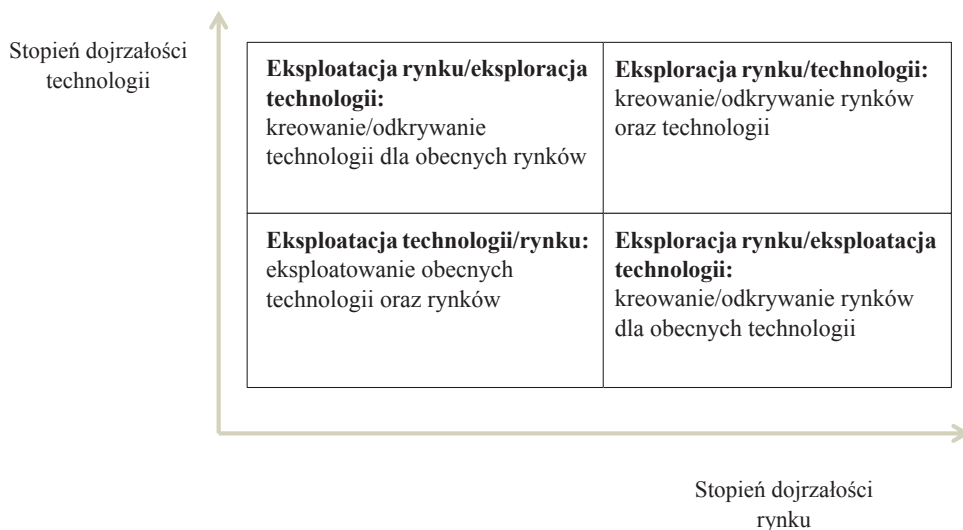 Stopień dojrzałości
technologii
Eksploatacja rynku/eksploracja
technologii:
kreowanie/odkrywanie
technologii dla obecnych rynków
Eksploracja rynku/technologii:
kreowanie/odkrywanie rynków
oraz technologii
Eksploatacja technologii/rynku:
eksploatowanie obecnych
technologii oraz rynków
Eksploracja rynku/eksploatacja
technologii:
kreowanie/odkrywanie rynków
dla obecnych technologii
Stopień dojrzałości
rynku